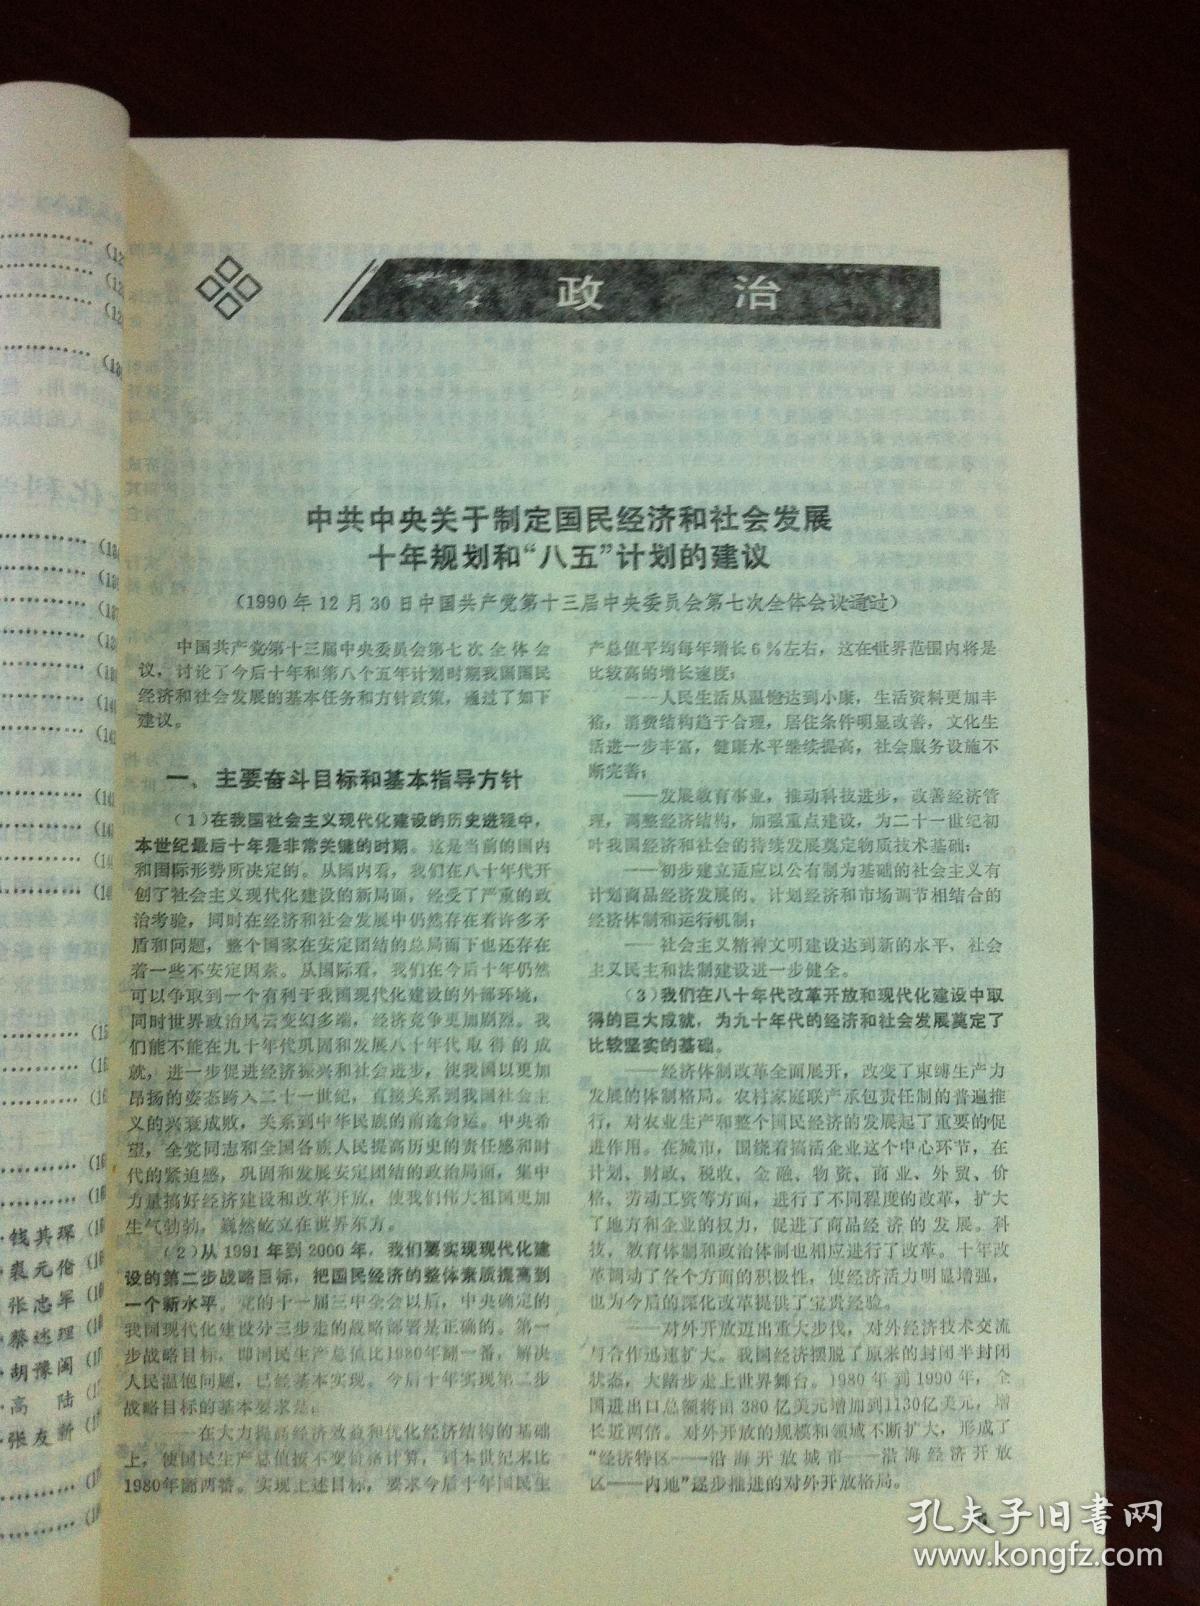 政 治
中共中央关于制定国民经济和社会发展
十年规划和“八五”计划的建议
（1990年12月30日中国共产党第十三届中央委员会第七次全体会议通过）
中国共产党第十三届中央委员会第七次全体会
议，讨论了今后十年和第八个五年计划时期我国国民
经济和社会发展的基本任务和方针政策，通过了如下
建议。
一、主要奋斗目标和基本指导方针
（1）在我国社会主义现代化建设的历史进程中，
本世纪最后十年是非常关键的时期。这是当前的国内
和国际形势所决定的。从国内看，我们在八十年代开
创了社会主义现代化建设的新局面，经受了严重的政
治考验，同时在经济和社会发展中仍然存在着许多矛
盾和问题，整个国家在安定团结的总局面下也还存在
着一些不安定因素。从国际看，我们在今后十年仍然
可以争取到一个有利于我国现代化建设的外部环境，
同时世界政治风云变幻多端，经济竞争更加剧烈。我
们能不能在九十年代巩固和发展八十年代取得的成
就，进一步促进经济振兴和社会进步，使我国以更加
昂扬的姿态跨入二十一世纪，直接关系到我国社会主
义的兴衰成败，关系到中华民族的前途命运。中央希
望，全党同志和全国各族人民提高历史的责任感和时
代的紧迫感，巩固和发展安定团结的政治局面，集中
力量搞好经济建设和改革开放，使我们伟大祖国更加
生气勃勃，巍然屹立在世界东方。
（2）从1991年到2000年，我们要实现现代化建
设的第二步战略目标，把国民经济的整体素质提高到
一个新水平。党的十一届三中全会以后，中央确定的
我国现代化建设分三步走的战略部署是正确的。第一
步战略目标，即国民生产总值比1980年翻一番，解决
人民温饱问题，已经基本实现。今后十年实现第二步
战略目标的基本要求是：
——在大力提高经济效益和优化经济结构的基础
上，使国民生产总值按不变价格计算，到本世纪末比
1980年翻两番。实现上述目标，要求今后十年国民生
产总值平均每年增长6％左右，这在世界范围内将是
比较高的增长速度；
——人民生活从温饱达到小康，生活资料更加丰
裕，消费结构趋于合理，居住条件明显改善，文化生
活进一步丰富，健康水平继续提高，社会服务设施不
断完善；
——发展教育事业，推动科技进步，改善经济管
理，调整经济结构，加强重点建设，为二十一世纪初
叶我国经济和社会的持续发展奠定物质技术基础；
——初步建立适应以公有制为基础的社会主义有
计划商品经济发展的、计划经济和市场调节相结合的
经济体制和运行机制；
——社会主义精神文明建设达到新的水平，社会
主义民主和法制建设进一步健全。
（3）我们在八十年代改革开放和现代化建设中取
得的巨大成就，为九十年代的经济和社会发展奠定了
比较坚实的基础。
——经济体制改革全面展开，改变了束缚生产力
发展的体制格局。农村家庭联产承包责任制的普遍推
行，对农业生产和整个国民经济的发展起了重要的促
进作用。在城市，围绕着搞活企业这个中心环节，在
计划、财政、税收、金融、物资、商业、外贸、价
格、劳动工资等方面，进行了不同程度的改革，扩大
了地方和企业的权力，促进了商品经济的发展。科
技、教育体制和政治体制也相应进行了改革。十年改
革调动了各个方面的积极性，使经济活力明显增强，
也为今后的深化改革提供了宝贵经验。
——对外开放迈出重大步伐，对外经济技术交流
与合作迅速扩大。我国经济摆脱了原来的封闭半封闭
状态，大踏步走上世界舞台。1980年到1990年，全
国进出口总额将由380亿美元增加到1130亿美元，增
长近两倍。对外开放的规模和领域不断扩大，形成了
“经济特区——沿海开放城市——沿海经济开放
区——内地”逐步推进的对外开放格局。
钱其琛
裘元伦
张忠军
蔡述理
胡豫闽
高 陆
张友新
孔夫子旧书网
www.kongfz.com